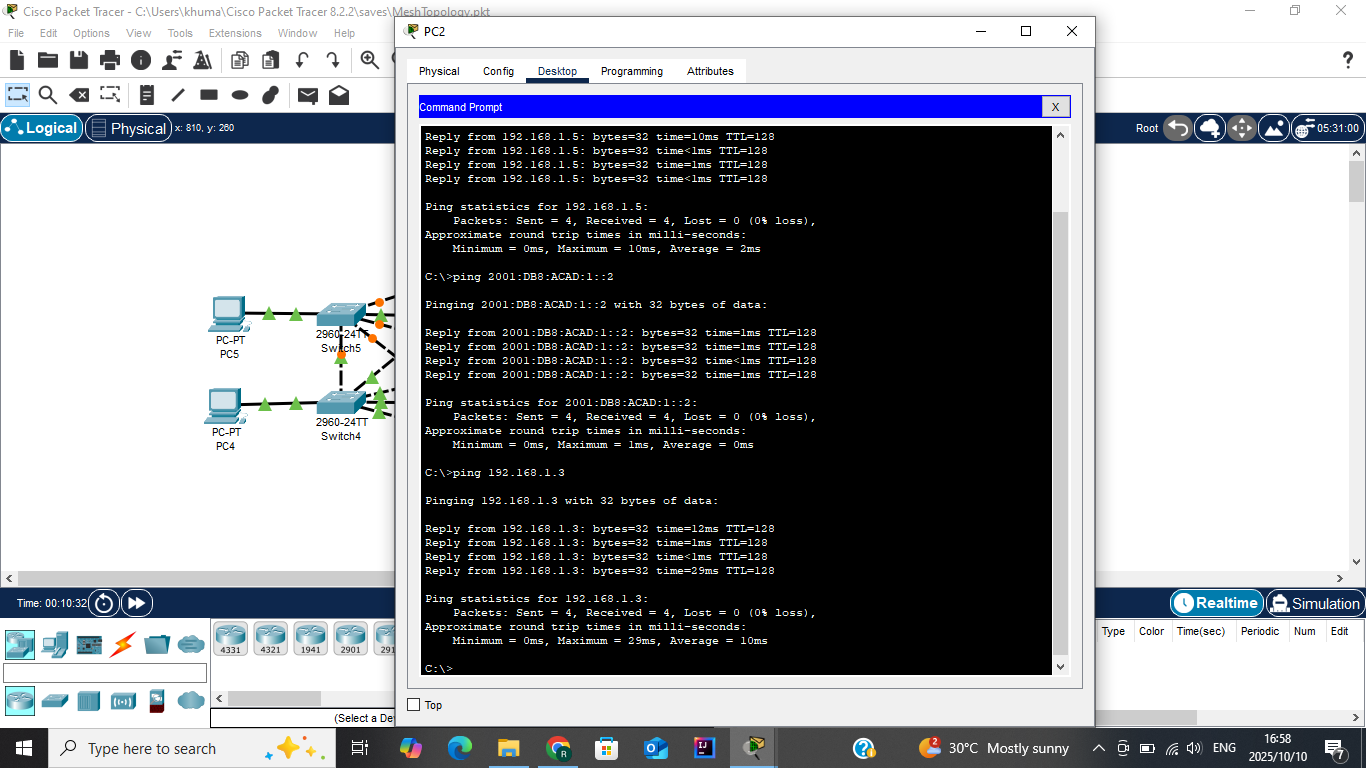 Cisco Packet Tracer - C:\Users\khuma\Cisco Packet Tracer 8.2.2\saves\MeshTopology.pkt
File Edit Options View Tools Extensions Window Help
PC2
Physical Config Desktop Programming Attributes
Command Prompt
X
Logical Physical x: 810, y: 260
Root 05:31:00
Reply from 192.168.1.5: bytes=32 time=10ms TTL=128
Reply from 192.168.1.5: bytes=32 time<1ms TTL=128
Reply from 192.168.1.5: bytes=32 time=1ms TTL=128
Reply from 192.168.1.5: bytes=32 time<1ms TTL=128
Ping statistics for 192.168.1.5:
Packets: Sent = 4, Received = 4, Lost = 0 (0% loss),
Approximate round trip times in milli-seconds:
Minimum = 0ms, Maximum = 10ms, Average = 2ms
C:\>ping 2001:DB8:ACAD:1::2
Pinging 2001:DB8:ACAD:1::2 with 32 bytes of data:
Reply from 2001:DB8:ACAD:1::2: bytes=32 time=1ms TTL=128
Reply from 2001:DB8:ACAD:1::2: bytes=32 time=1ms TTL=128
Reply from 2001:DB8:ACAD:1::2: bytes=32 time<1ms TTL=128
Reply from 2001:DB8:ACAD:1::2: bytes=32 time=1ms TTL=128
Ping statistics for 2001:DB8:ACAD:1::2:
Packets: Sent = 4, Received = 4, Lost = 0 (0% loss),
Approximate round trip times in milli-seconds:
Minimum = 0ms, Maximum = 1ms, Average = 0ms
C:\>ping 192.168.1.3
Pinging 192.168.1.3 with 32 bytes of data:
Reply from 192.168.1.3: bytes=32 time=12ms TTL=128
Reply from 192.168.1.3: bytes=32 time=1ms TTL=128
Reply from 192.168.1.3: bytes=32 time<1ms TTL=128
Reply from 192.168.1.3: bytes=32 time=29ms TTL=128
Ping statistics for 192.168.1.3:
Packets: Sent = 4, Received = 4, Lost = 0 (0% loss),
Approximate round trip times in milli-seconds:
Minimum = 0ms, Maximum = 29ms, Average = 10ms
C:\>
Top
PC-PT
PC5
2960-24TT
Switch5
PC-PT
PC4
2960-24TT
Switch4
Time: 00:10:32
Realtime Simulation
4331 4321 1941 2901 291
Type Color Time(sec) Periodic Num Edit
(Select a Dev
Type here to search
30°C Mostly sunny
ENG
16:58
2025/10/10
7